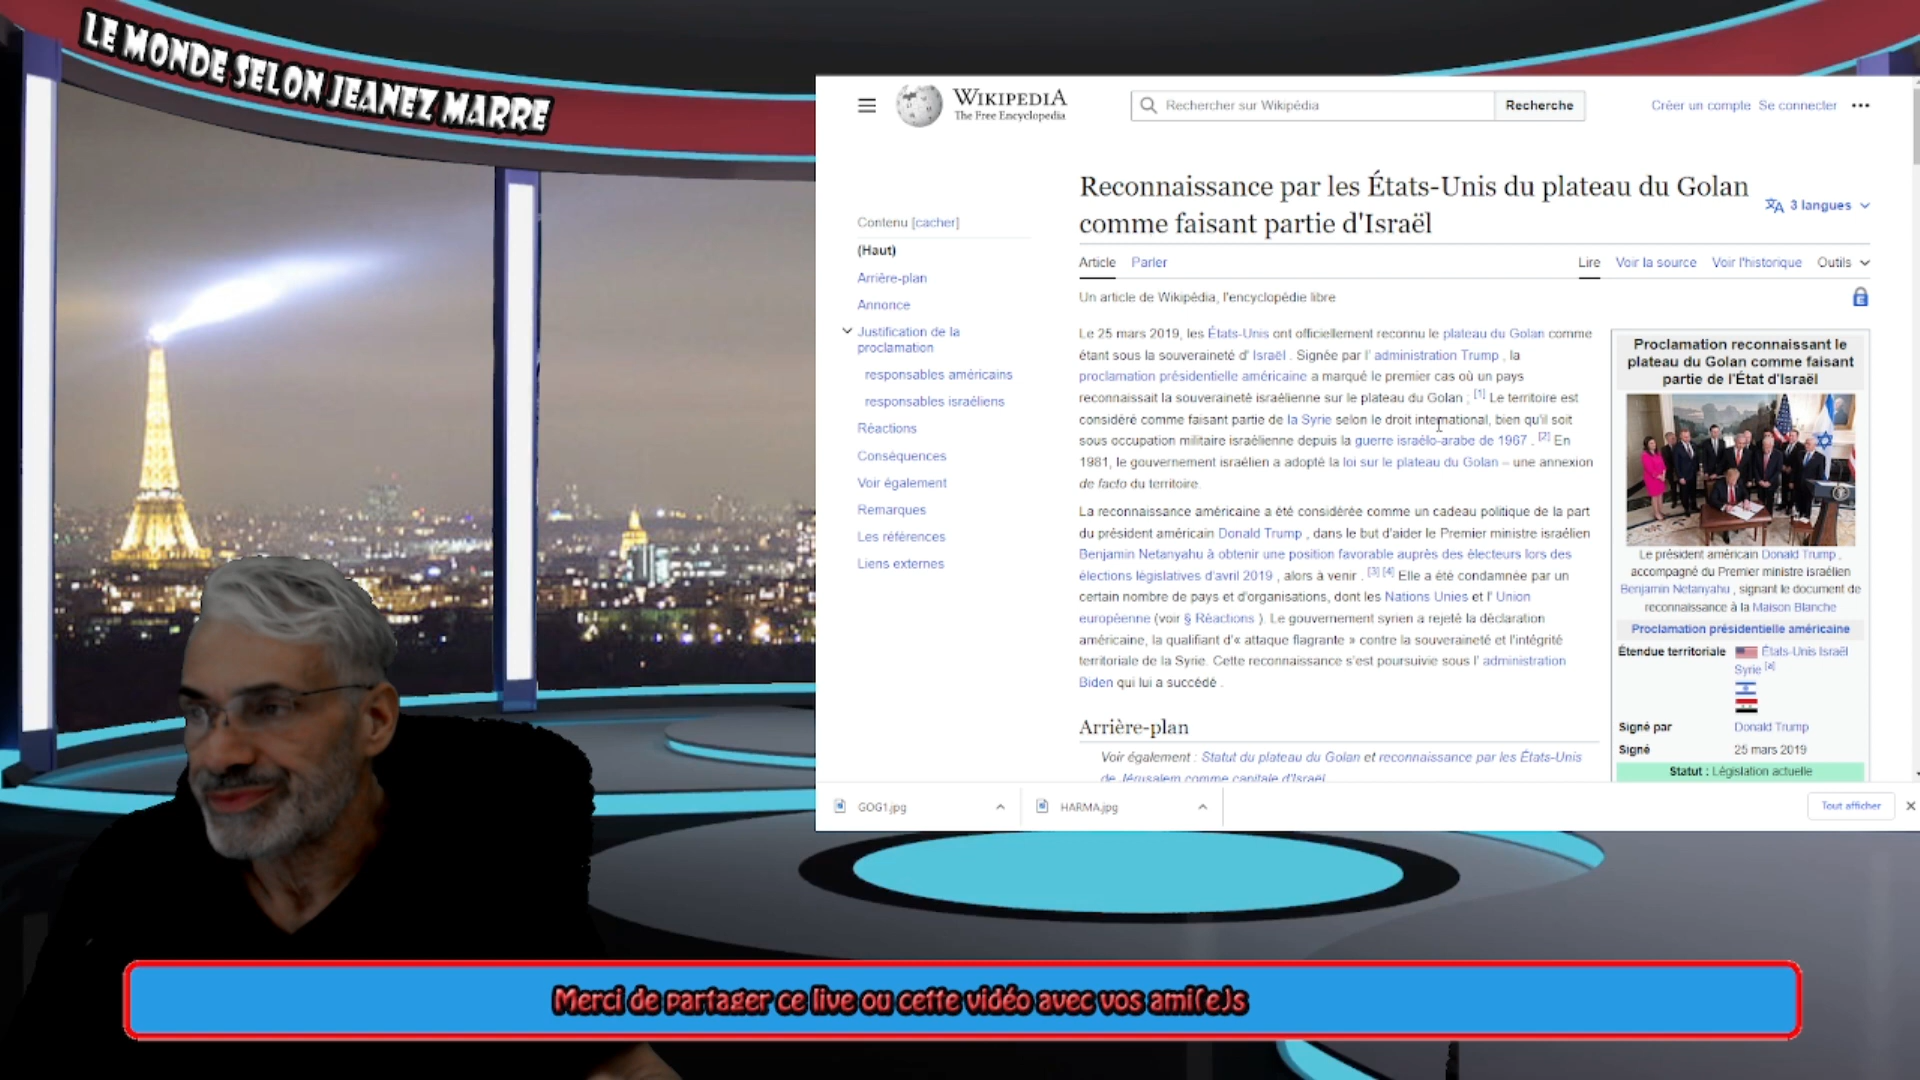 LE MONDE SELON JEANEZ MARRE
WIKIPEDIA
The Free Encyclopedia
Rechercher sur Wikipédia
Recherche
Créer un compte Se connecter
Contenu [cacher]
(Haut)
Arrière-plan
Annonce
Justification de la
proclamation
responsables américains
responsables israéliens
Réactions
Conséquences
Voir également
Remarques
Les références
Liens externes
Reconnaissance par les États-Unis du plateau du Golan
comme faisant partie d'Israël
3 langues
Article Parler
Lire Voir la source Voir l'historique Outils
Un article de Wikipédia, l'encyclopédie libre
Le 25 mars 2019, les États-Unis ont officiellement reconnu le plateau du Golan comme
étant sous la souveraineté d' Israël . Signée par l' administration Trump , la
proclamation présidentielle américaine a marqué le premier cas où un pays
reconnaissait la souveraineté israélienne sur le plateau du Golan ; [1] Le territoire est
considéré comme faisant partie de la Syrie selon le droit international, bien qu'il soit
sous occupation militaire israélienne depuis la guerre israélo-arabe de 1967 . [2] En
1981, le gouvernement israélien a adopté la loi sur le plateau du Golan – une annexion
de facto du territoire.
La reconnaissance américaine a été considérée comme un cadeau politique de la part
du président américain Donald Trump , dans le but d'aider le Premier ministre israélien
Benjamin Netanyahu à obtenir une position favorable auprès des électeurs lors des
élections législatives d'avril 2019 , alors à venir . [3] [4] Elle a été condamnée par un
certain nombre de pays et d'organisations, dont les Nations Unies et l' Union
européenne (voir § Réactions ). Le gouvernement syrien a rejeté la déclaration
américaine, la qualifiant d'« attaque flagrante » contre la souveraineté et l'intégrité
territoriale de la Syrie. Cette reconnaissance s'est poursuivie sous l' administration
Biden qui lui a succédé .
Arrière-plan
Voir également : Statut du plateau du Golan et reconnaissance par les États-Unis
de Jérusalem comme capitale d'Israël
Proclamation reconnaissant le
plateau du Golan comme faisant
partie de l'État d'Israël
Le président américain Donald Trump ,
accompagné du Premier ministre israélien
Benjamin Netanyahu , signant le document de
reconnaissance à la Maison Blanche
Proclamation présidentielle américaine
Étendue territoriale États-Unis Israël
Syrie [a]
Signé par Donald Trump
Signé 25 mars 2019
Statut : Législation actuelle
GOG1.jpg
HARMA.jpg
Tout afficher
Merci de partager ce live ou cette vidéo avec vos ami(e)s